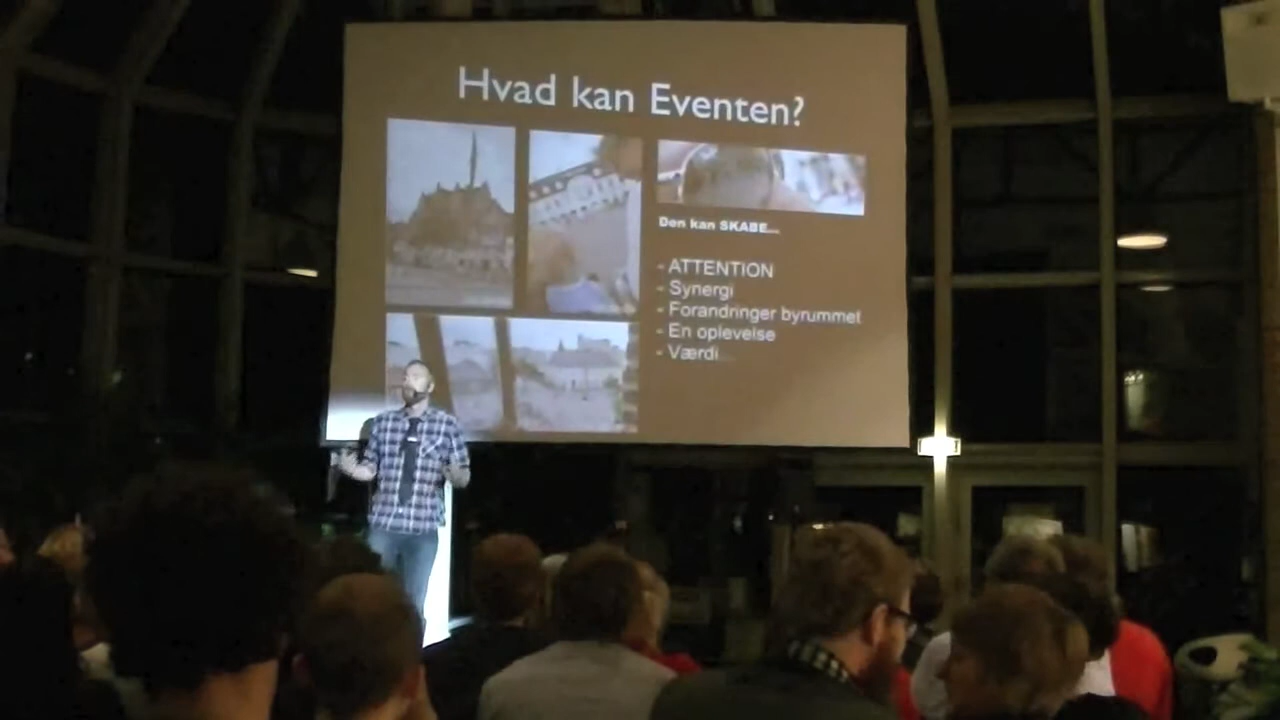 Hvad kan Eventen?
Den kan SKABE...
- ATTENTION
- Synergi
- Forandringer byrummet
- En oplevelse
- Værdi